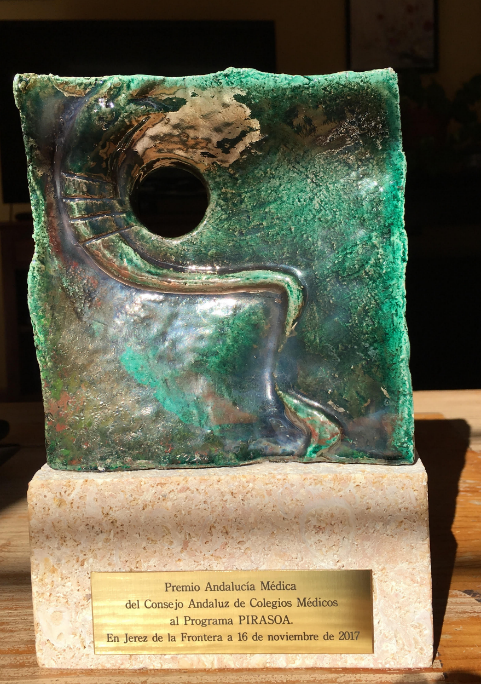 Premio Andalucía Médica
del Consejo Andaluz de Colegios Médicos
al Programa PIRASOA.
En Jerez de la Frontera a 16 de noviembre de 2017